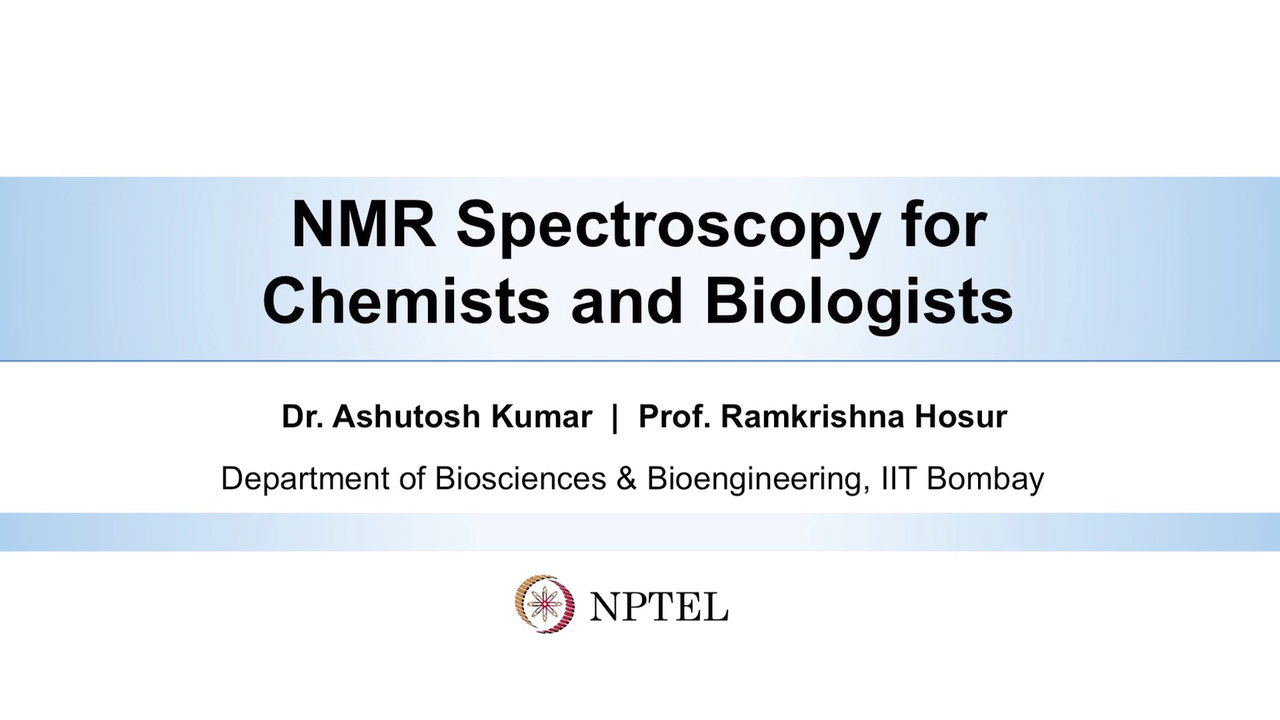 NMR Spectroscopy for
Chemists and Biologists
Dr. Ashutosh Kumar | Prof. Ramkrishna Hosur
Department of Biosciences & Bioengineering, IIT Bombay
NPTEL